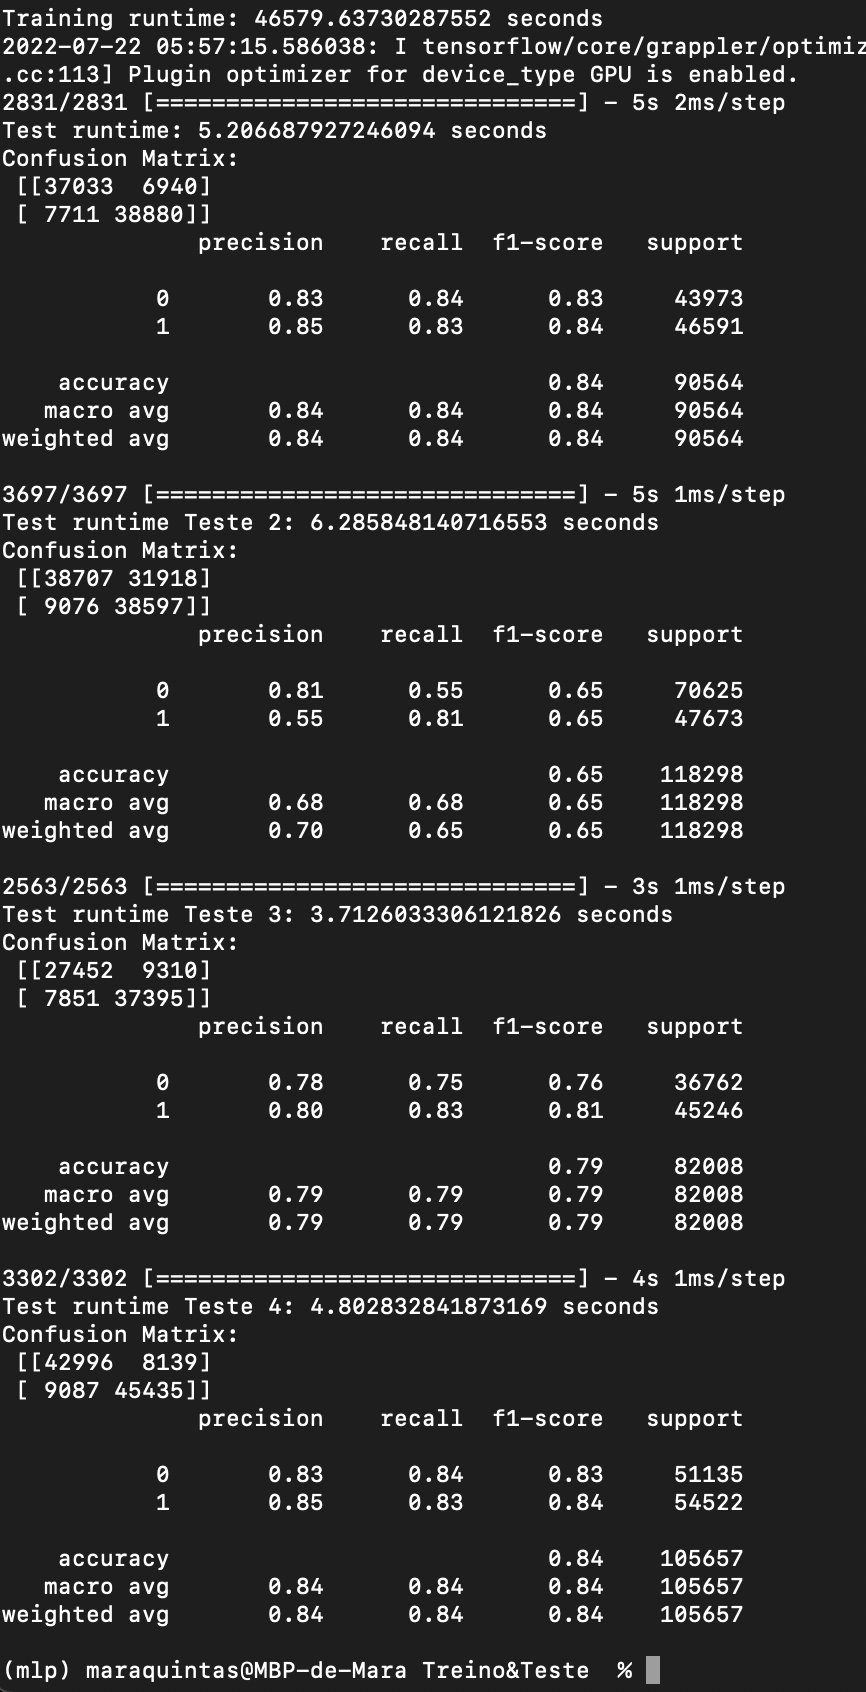 Training runtime: 46579.63730287552 seconds
2022-07-22 05:57:15.586038: I tensorflow/core/grappler/optimiz
.cc:113] Plugin optimizer for device_type GPU is enabled.
2831/2831 [==============================] - 5s 2ms/step
Test runtime: 5.206687927246094 seconds
Confusion Matrix:
[[37033  6940]
[ 7711 38880]]
precision    recall  f1-score   support
0       0.83      0.84      0.83     43973
1       0.85      0.83      0.84     46591
accuracy                           0.84     90564
macro avg       0.84      0.84      0.84     90564
weighted avg       0.84      0.84      0.84     90564
3697/3697 [==============================] - 5s 1ms/step
Test runtime Teste 2: 6.285848140716553 seconds
Confusion Matrix:
[[38707 31918]
[ 9076 38597]]
precision    recall  f1-score   support
0       0.81      0.55      0.65     70625
1       0.55      0.81      0.65     47673
accuracy                           0.65    118298
macro avg       0.68      0.68      0.65    118298
weighted avg       0.70      0.65      0.65    118298
2563/2563 [==============================] - 3s 1ms/step
Test runtime Teste 3: 3.7126033306121826 seconds
Confusion Matrix:
[[27452  9310]
[ 7851 37395]]
precision    recall  f1-score   support
0       0.78      0.75      0.76     36762
1       0.80      0.83      0.81     45246
accuracy                           0.79     82008
macro avg       0.79      0.79      0.79     82008
weighted avg       0.79      0.79      0.79     82008
3302/3302 [==============================] - 4s 1ms/step
Test runtime Teste 4: 4.802832841873169 seconds
Confusion Matrix:
[[42996  8139]
[ 9087 45435]]
precision    recall  f1-score   support
0       0.83      0.84      0.83     51135
1       0.85      0.83      0.84     54522
accuracy                           0.84    105657
macro avg       0.84      0.84      0.84    105657
weighted avg       0.84      0.84      0.84    105657
(mlp) maraquintas@MBP-de-Mara Treino&Teste  %